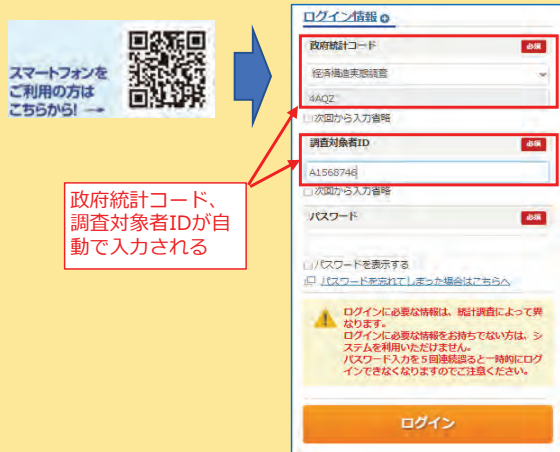 スマートフォンを
ご利用の方は
こちらから! →
政府統計コード、
調査対象者IDが自
動で入力される
ログイン情報
政府統計コード 必須
経済構造実態調査
4AQZ
次回から入力省略
調査対象者ID 必須
A1568746
次回から入力省略
パスワード 必須
パスワードを表示する
パスワードを忘れてしまった場合はこちらへ
ログインに必要な情報は、統計調査によって異
なります。
ログインに必要な情報をお持ちでない方は、シ
ステムを利用いただけません。
パスワード入力を5回連続誤ると一時的にログ
インできなくなりますのでご注意ください。
ログイン